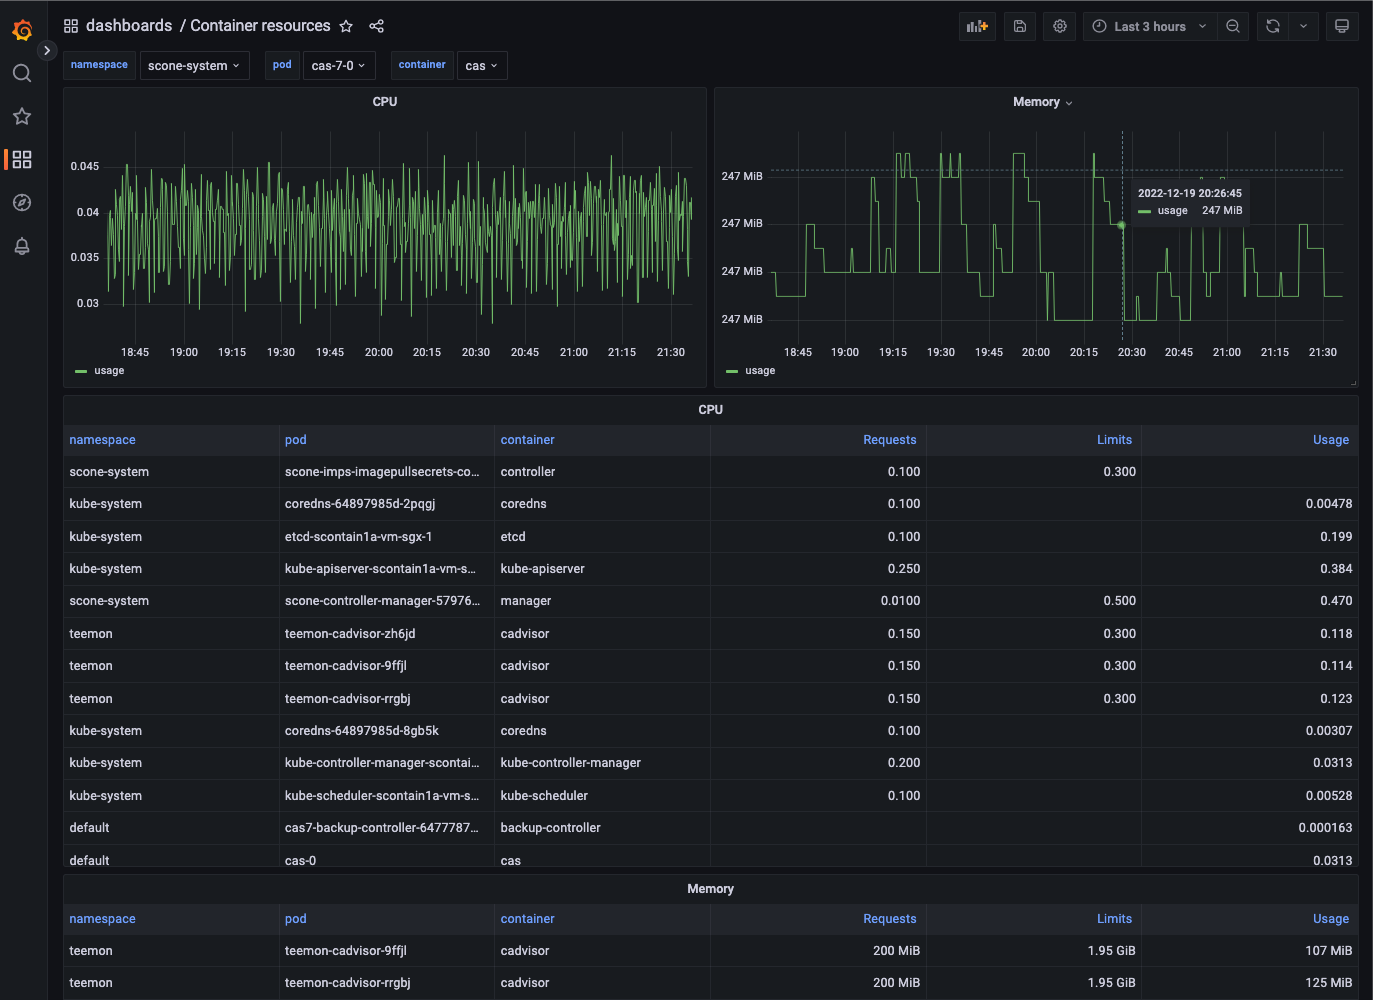 dashboards / Container resources
Last 3 hours
namespace scone-system pod cas-7-0 container cas
CPU
0.045
0.04
0.035
0.03
18:45 19:00 19:15 19:30 19:45 20:00 20:15 20:30 20:45 21:00 21:15 21:30
usage
Memory
247 MiB
247 MiB
247 MiB
247 MiB
2022-12-19 20:26:45
usage 247 MiB
18:45 19:00 19:15 19:30 19:45 20:00 20:15 20:30 20:45 21:00 21:15 21:30
usage
CPU
namespace pod container Requests Limits Usage
scone-system scone-imps-imagepullsecrets-co... controller 0.100 0.300
kube-system coredns-64897985d-2pqgj coredns 0.100 0.00478
kube-system etcd-scontain1a-vm-sgx-1 etcd 0.100 0.199
kube-system kube-apiserver-scontain1a-vm-s... kube-apiserver 0.250 0.384
scone-system scone-controller-manager-57976... manager 0.0100 0.500 0.470
teemon teemon-cadvisor-zh6jd cadvisor 0.150 0.300 0.118
teemon teemon-cadvisor-9ffjl cadvisor 0.150 0.300 0.114
teemon teemon-cadvisor-rrgbj cadvisor 0.150 0.300 0.123
kube-system coredns-64897985d-8gb5k coredns 0.100 0.00307
kube-system kube-controller-manager-scontai... kube-controller-manager 0.200 0.0313
kube-system kube-scheduler-scontain1a-vm-s... kube-scheduler 0.100 0.00528
default cas7-backup-controller-6477787... backup-controller 0.000163
default cas-0 cas 0.0313
Memory
namespace pod container Requests Limits Usage
teemon teemon-cadvisor-9ffjl cadvisor 200 MiB 1.95 GiB 107 MiB
teemon teemon-cadvisor-rrgbj cadvisor 200 MiB 1.95 GiB 125 MiB